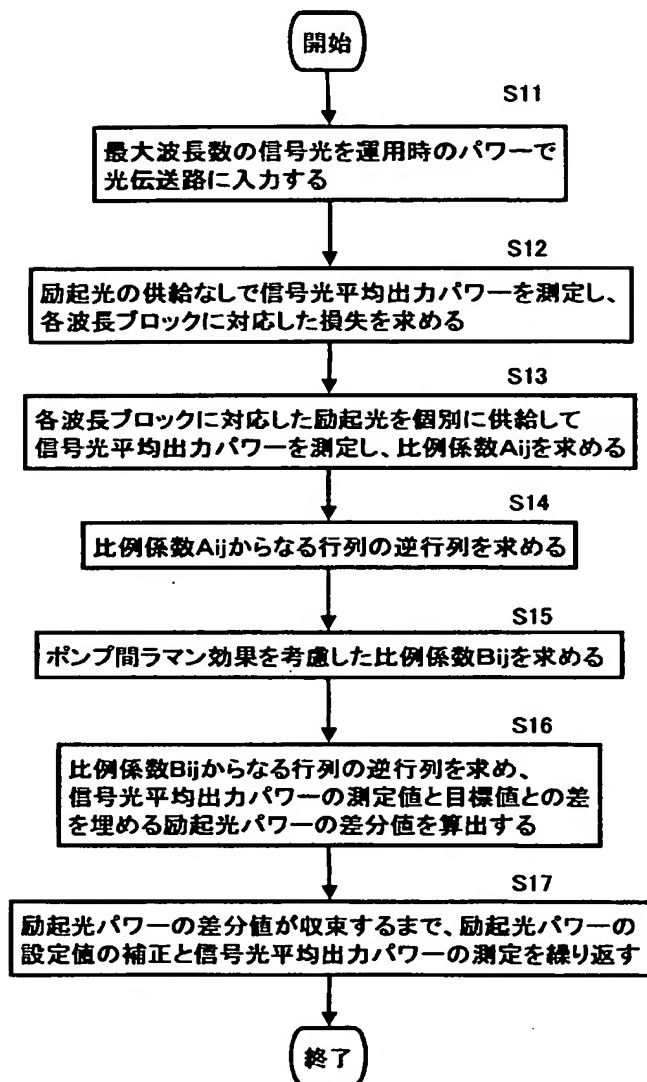 開始
S11
最大波長数の信号光を運用時のパワーで
光伝送路に入力する
S12
励起光の供給なしで信号光平均出力パワーを測定し、
各波長ブロックに対応した損失を求める
S13
各波長ブロックに対応した励起光を個別に供給して
信号光平均出力パワーを測定し、比例係数Aijを求める
S14
比例係数Aijからなる行列の逆行列を求める
S15
ポンプ間ラマン効果を考慮した比例係数Bijを求める
S16
比例係数Bijからなる行列の逆行列を求め、
信号光平均出力パワーの測定値と目標値との差
を埋める励起光パワーの差分値を算出する
S17
励起光パワーの差分値が収束するまで、励起光パワーの
設定値の補正と信号光平均出力パワーの測定を繰り返す
終了